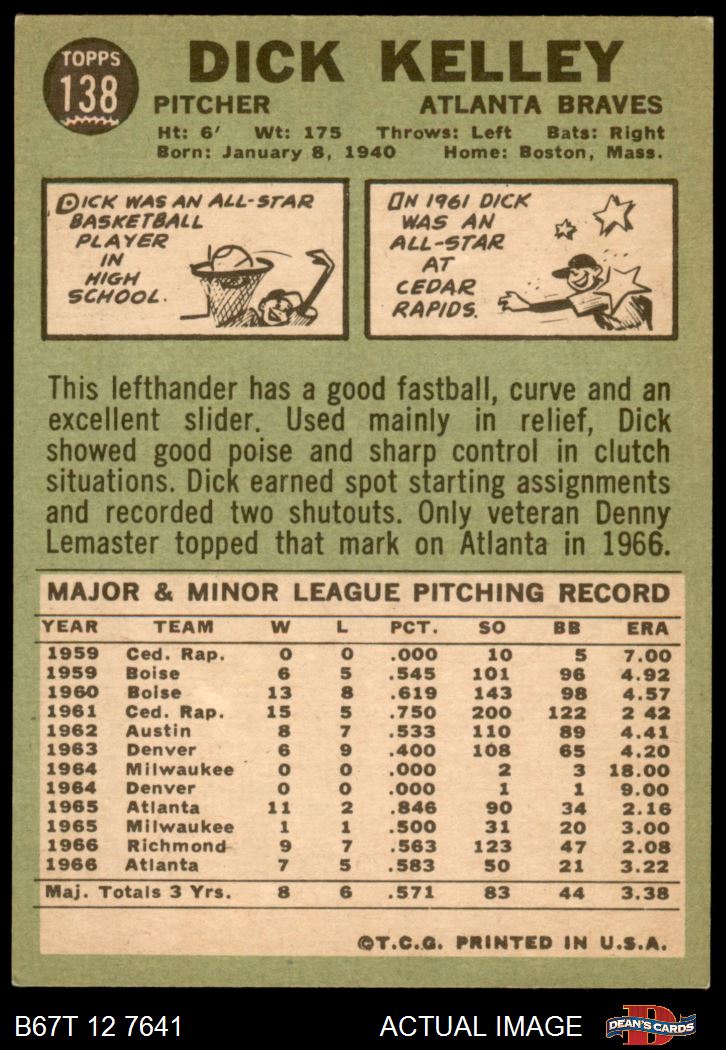 TOPPS
138
DICK KELLEY
PITCHER ATLANTA BRAVES
Ht: 6' Wt: 175 Throws: Left Bats: Right
Born: January 8, 1940 Home: Boston, Mass.
DICK WAS AN ALL-STAR
BASKETBALL
PLAYER
IN
HIGH
SCHOOL.
IN 1961 DICK
WAS AN
ALL-STAR
AT
CEDAR
RAPIDS.
This lefthander has a good fastball, curve and an
excellent slider. Used mainly in relief, Dick
showed good poise and sharp control in clutch
situations. Dick earned spot starting assignments
and recorded two shutouts. Only veteran Denny
Lemaster topped that mark on Atlanta in 1966.
MAJOR & MINOR LEAGUE PITCHING RECORD
YEAR TEAM W L PCT. SO BB ERA
1959 Ced. Rap. 0 0 .000 10 5 7.00
1959 Boise 6 5 .545 101 96 4.92
1960 Boise 13 8 .619 143 98 4.57
1961 Ced. Rap. 15 5 .750 200 122 2 42
1962 Austin 8 7 .533 110 89 4.41
1963 Denver 6 9 .400 108 65 4.20
1964 Milwaukee 0 0 .000 2 3 18.00
1964 Denver 0 0 .000 1 1 9.00
1965 Atlanta 11 2 .846 90 34 2.16
1965 Milwaukee 1 1 .500 31 20 3.00
1966 Richmond 9 7 .563 123 47 2.08
1966 Atlanta 7 5 .583 50 21 3.22
Maj. Totals 3 Yrs. 8 6 .571 83 44 3.38
©T.C.G. PRINTED IN U.S.A.
B67T 12 7641 ACTUAL IMAGE
D
DEAN'S CARDS